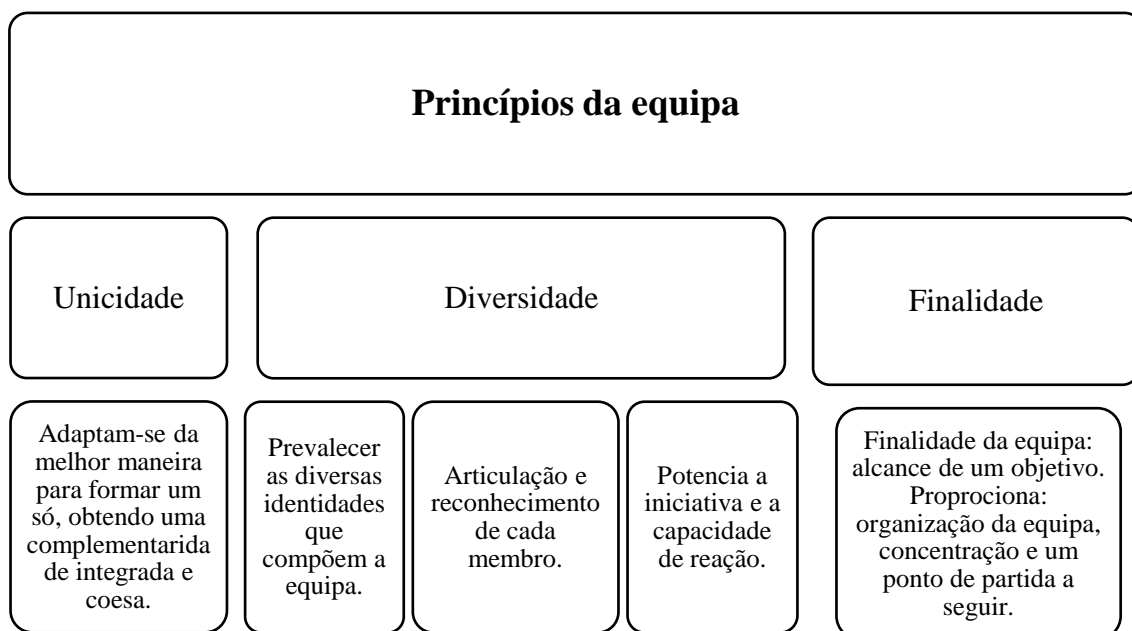 Princípios da equipa
Unicidade
Diversidade
Finalidade
Adaptam-se da
melhor maneira
para formar um
só, obtendo uma
complementarida
de integrada e
coesa.
Prevalecer
as diversas
identidades
que
compõem a
equipa.
Articulação e
reconhecimento
de cada
membro.
Potencia a
iniciativa e a
capacidade
de reação.
Finalidade da equipa:
alcance de um objetivo.
Proprociona:
organização da equipa,
concentração e um
ponto de partida a
seguir.